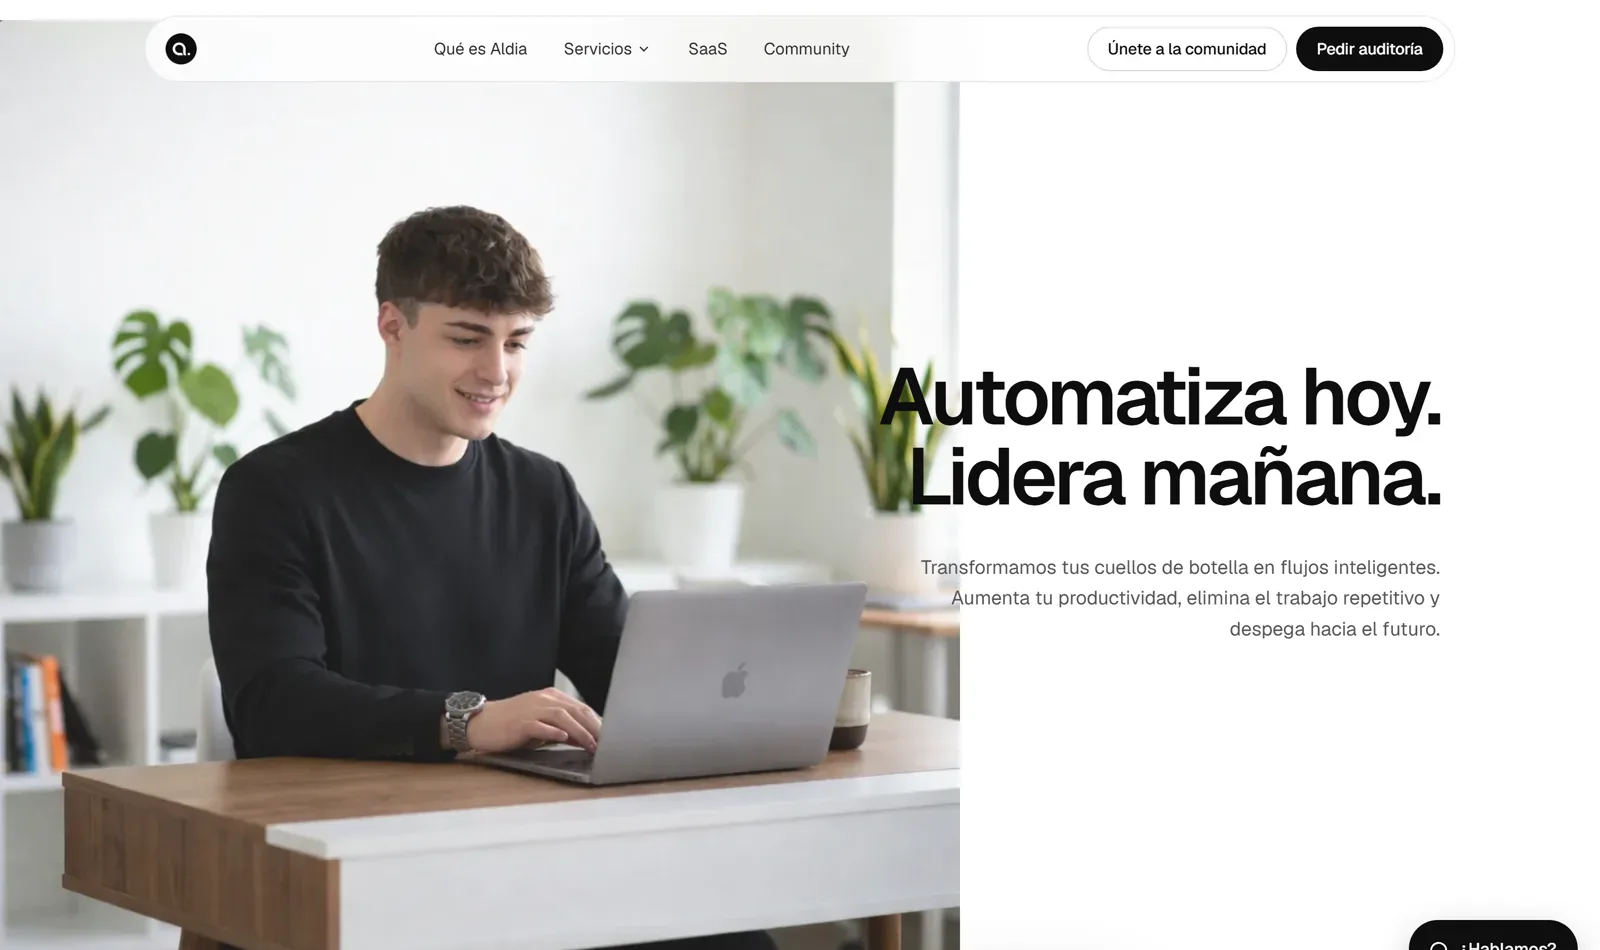 a.
Qué es Aldia
Servicios
SaaS
Community
Únete a la comunidad
Pedir auditoría
Automatiza hoy.
Lidera mañana.
Transformamos tus cuellos de botella en flujos inteligentes.
Aumenta tu productividad, elimina el trabajo repetitivo y
despega hacia el futuro.
¿Hablamos?